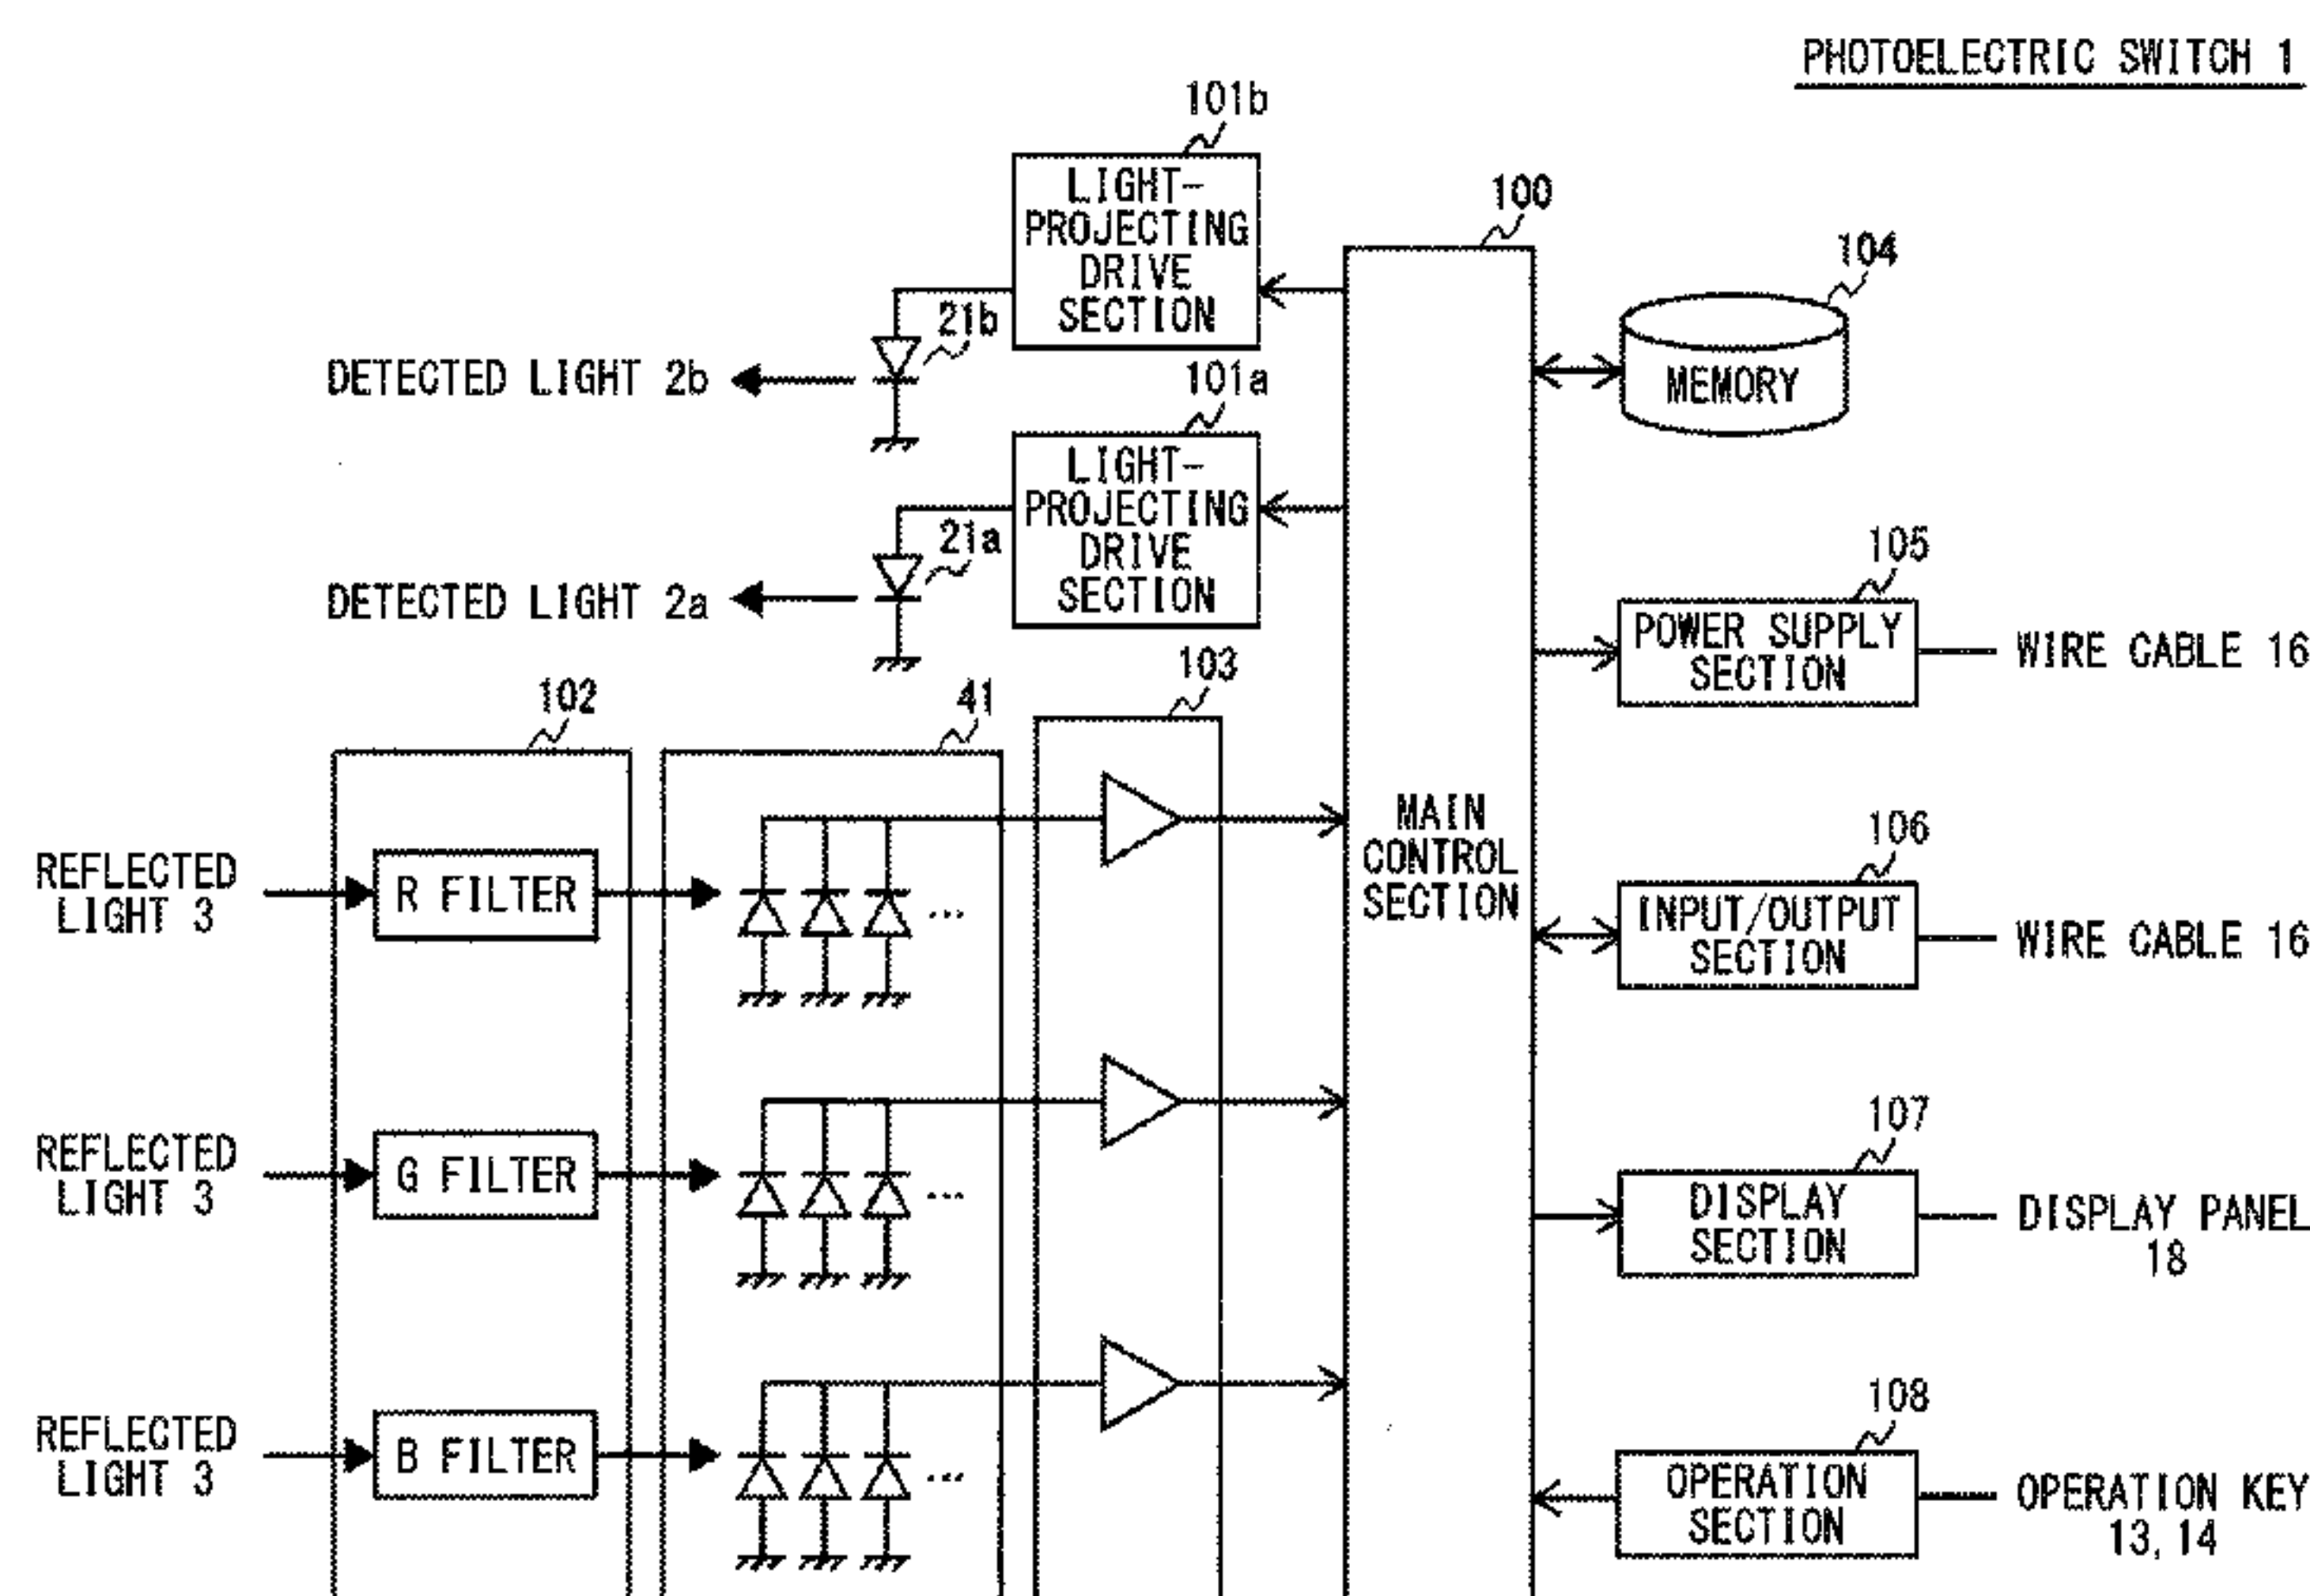 PHOTOELECTRIC SWITCH 1
101b
LIGHT-
PROJECTING
DRIVE
SECTION
100
104
MEMORY
21b
DETECTED LIGHT 2b
101a
LIGHT-
PROJECTING
DRIVE
SECTION
21a
DETECTED LIGHT 2a
105
POWER SUPPLY
SECTION
WIRE CABLE 16
102
41
103
MAIN
CONTROL
SECTION
106
INPUT/OUTPUT
SECTION
WIRE CABLE 16
REFLECTED
LIGHT 3
R FILTER
...
107
DISPLAY
SECTION
DISPLAY PANEL
18
REFLECTED
LIGHT 3
G FILTER
...
108
OPERATION
SECTION
OPERATION KEY
13, 14
REFLECTED
LIGHT 3
B FILTER
...